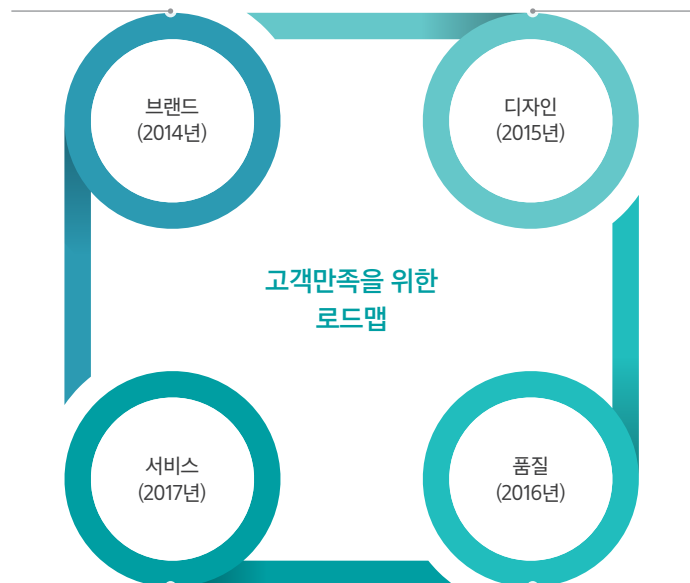 브랜드
(2014년)
디자인
(2015년)
고객만족을 위한
로드맵
서비스
(2017년)
품질
(2016년)